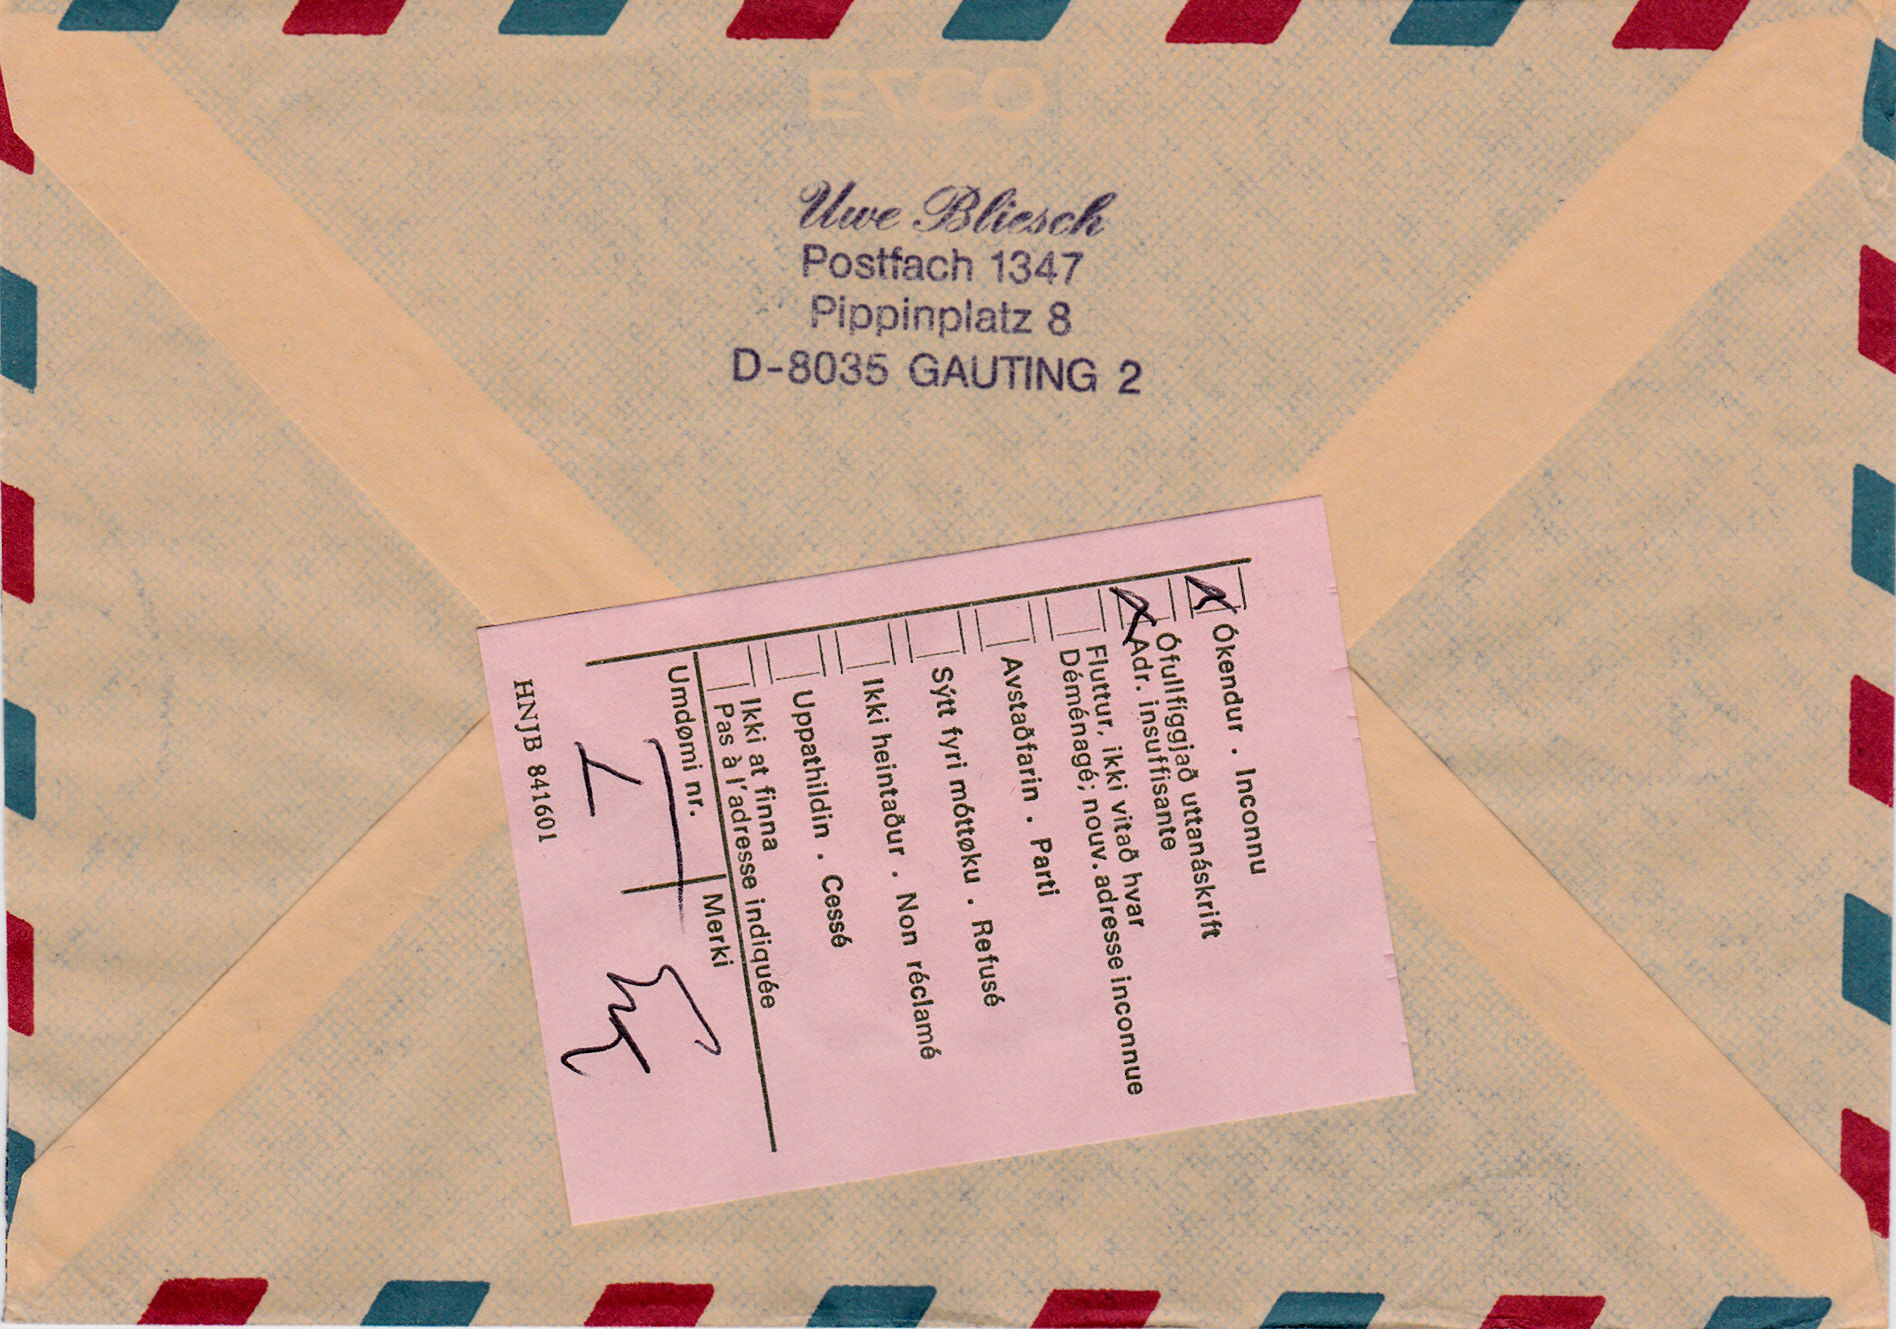 EZCO
Uwe Bliesch
Postfach 1347
Pippinplatz 8
D-8035 GAUTING 2
Ókendur . Inconnu
Ófullfíggjað uttanáskrift
Adr. insuffisante
Fluttur, ikki vitað hvar
Déménagé; nouv. adresse inconnue
Avstaðfarin . Parti
Sýtt fyri móttøku . Refusé
Ikki heintaður . Non réclamé
Uppathildin . Cessé
Ikki at finna
Pas à l'adresse indiquée
Umdømi nr.
Merki
HNJB 841601